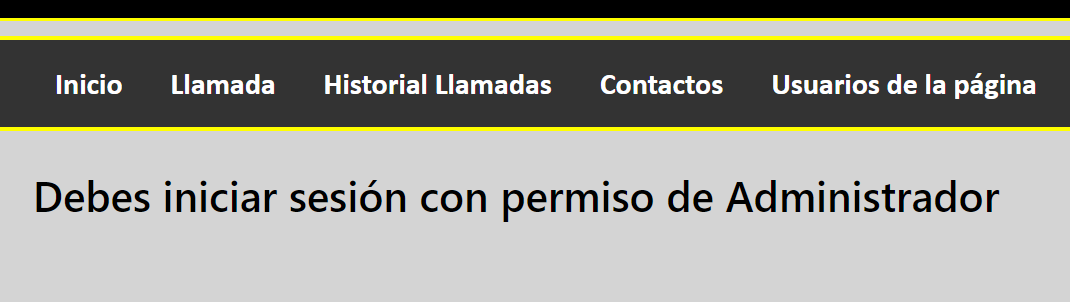 Inicio Llamada Historial Llamadas Contactos Usuarios de la página
Debes iniciar sesión con permiso de Administrador